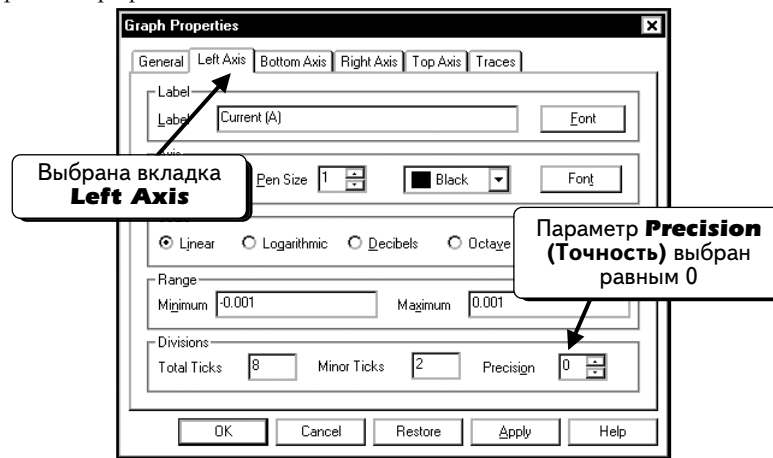 Graph Properties
General Left Axis Bottom Axis Right Axis Top Axis Traces
Label
Label Current (A) Font
Выбрана вкладка
Left Axis
Pen Size 1 Black Font
Параметр Precision
(Точность) выбран
равным 0
Linear Logarithmic Decibels Octave
Range
Minimum -0.001 Maximum 0.001
Divisions
Total Ticks 8 Minor Ticks 2 Precision 0
OK Cancel Restore Apply Help